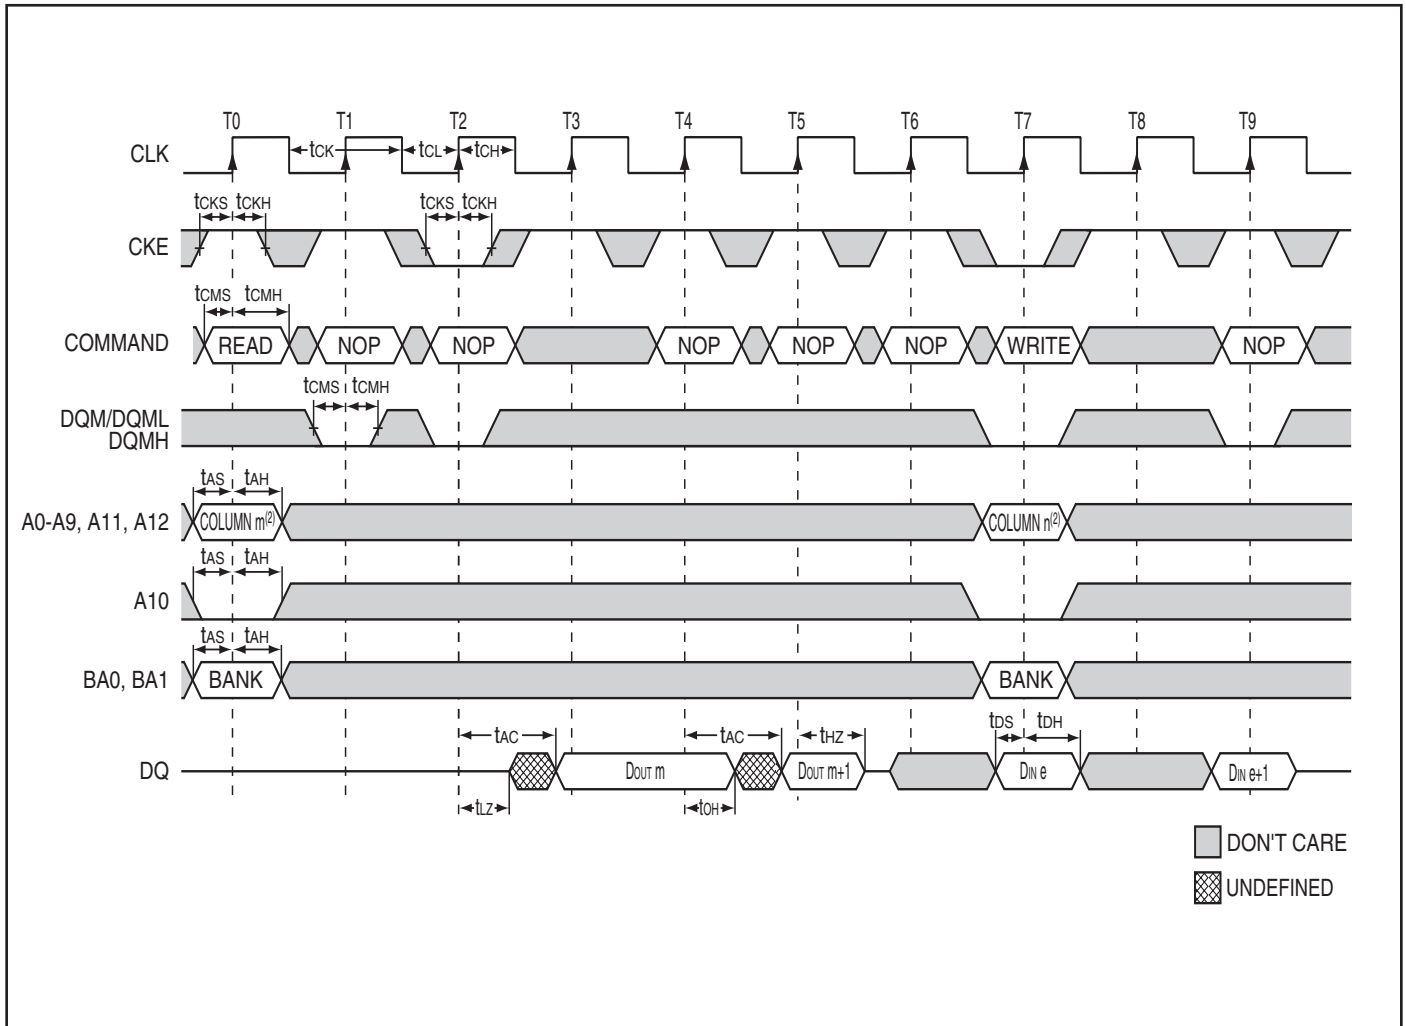 T0 T1 T2 T3 T4 T5 T6 T7 T8 T9
CLK tCK tCL tCH
tCKS tCKH tCKS tCKH
CKE
tCMS tCMH
COMMAND READ NOP NOP NOP NOP NOP WRITE NOP
tCMS tCMH
DQM/DQML
DQMH
tAS tAH
A0-A9, A11, A12 COLUMN m(2) COLUMN n(2)
tAS tAH
A10
tAS tAH
BA0, BA1 BANK BANK
tAC tAC tHZ tDS tDH
DQ DOUT m DOUT m+1 DIN e DIN e+1
tLZ tOH
DON'T CARE
UNDEFINED